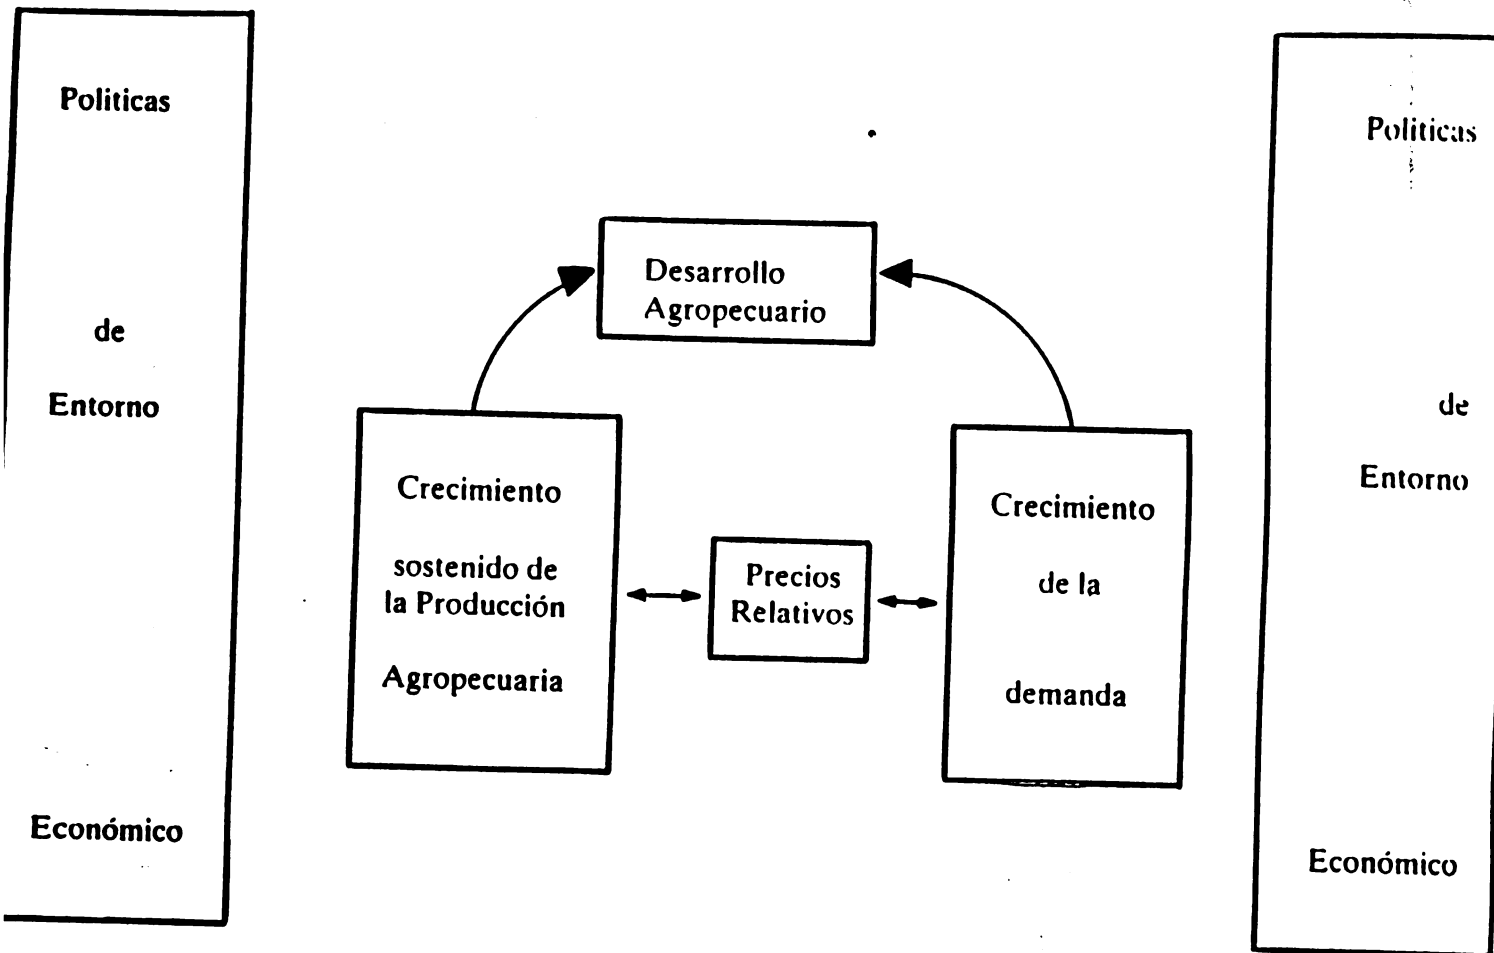 Politicas
de
Entorno
Económico
Desarrollo
Agropecuario
Crecimiento
sostenido de
la Producción
Agropecuaria
Precios
Relativos
Crecimiento
de la
demanda
Politicas
de
Entorno
Económico